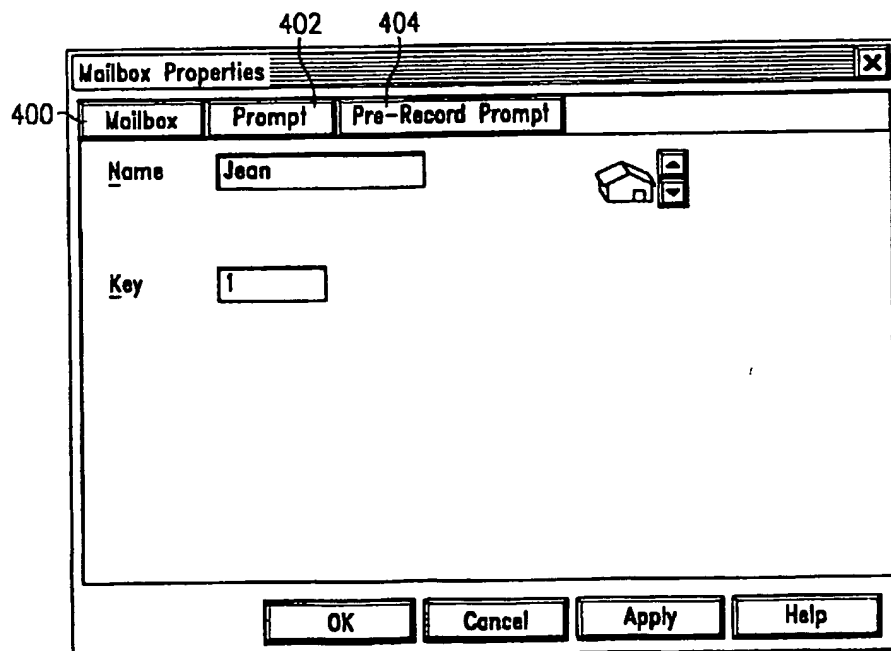 402 404
Mailbox Properties
400 Mailbox Prompt Pre-Record Prompt
Name Jean
Key 1
OK Cancel Apply Help